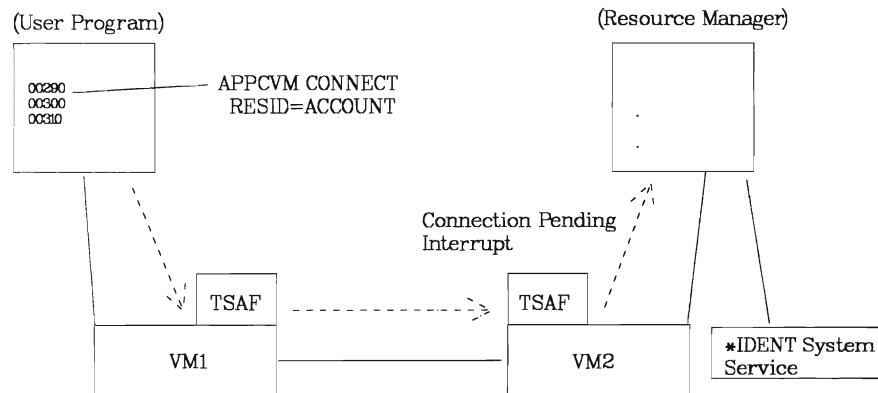 (User Program)
(Resource Manager)
00290
00300
00310
APPCVM CONNECT
RESID=ACCOUNT
.
.
Connection Pending
Interrupt
TSAF
TSAF
VM1
VM2
*IDENT System
Service